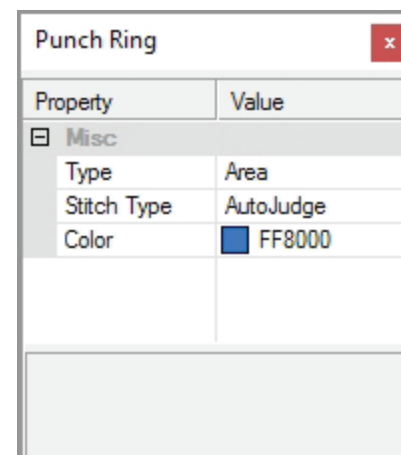 Punch Ring
x
Property Value
Misc
Type Area
Stitch Type AutoJudge
Color FF8000